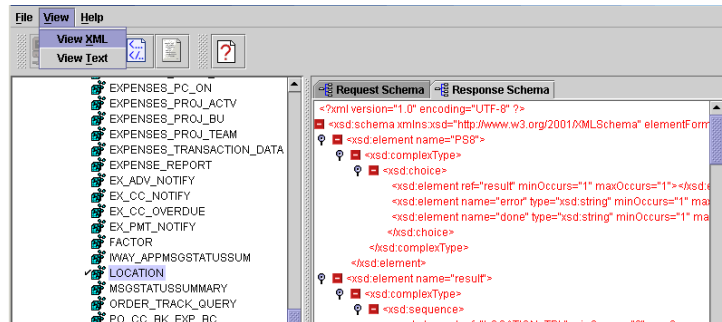 File View Help
View XML
View Text
EXPENSES_PC_ON
EXPENSES_PROJ_ACTV
EXPENSES_PROJ_BU
EXPENSES_PROJ_TEAM
EXPENSES_TRANSACTION_DATA
EXPENSE_REPORT
EX_ADV_NOTIFY
EX_CC_NOTIFY
EX_CC_OVERDUE
EX_PMT_NOTIFY
FACTOR
IWAY_APPMSGSTATUSSUM
LOCATION
MSGSTATUSSUMMARY
ORDER_TRACK_QUERY
PO_CC_BK_EXP_BC
Request Schema Response Schema
<?xml version="1.0" encoding="UTF-8" ?>
<xsd:schema xmlns:xsd="http://www.w3.org/2001/XMLSchema" elementForm
<xsd:element name="PS8">
<xsd:complexType>
<xsd:choice>
<xsd:element ref="result" minOccurs="1" maxOccurs="1"></xsd:e
<xsd:element name="error" type="xsd:string" minOccurs="1" ma
<xsd:element name="done" type="xsd:string" minOccurs="1" ma
</xsd:choice>
</xsd:complexType>
</xsd:element>
<xsd:element name="result">
<xsd:complexType>
<xsd:sequence>